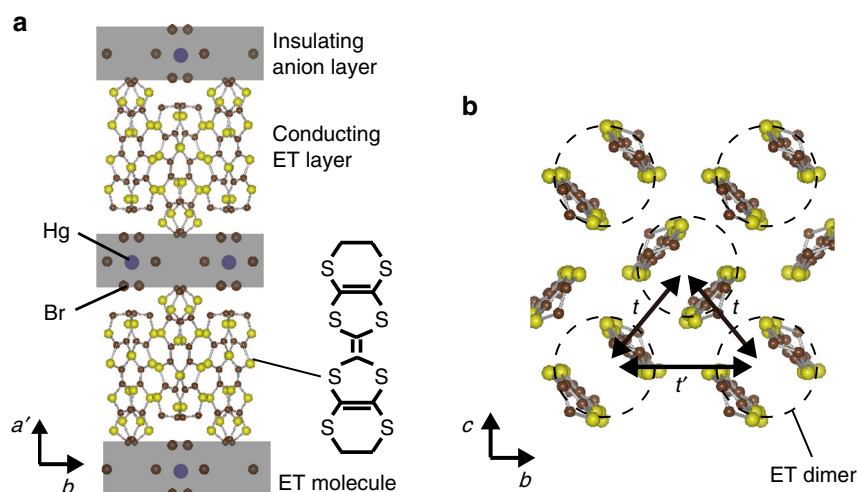 a
Insulating
anion layer
Conducting
ET layer
Hg
Br
S S
S S
S S
S S
a′
b
ET molecule
b
t
t
t′
c
b
ET dimer